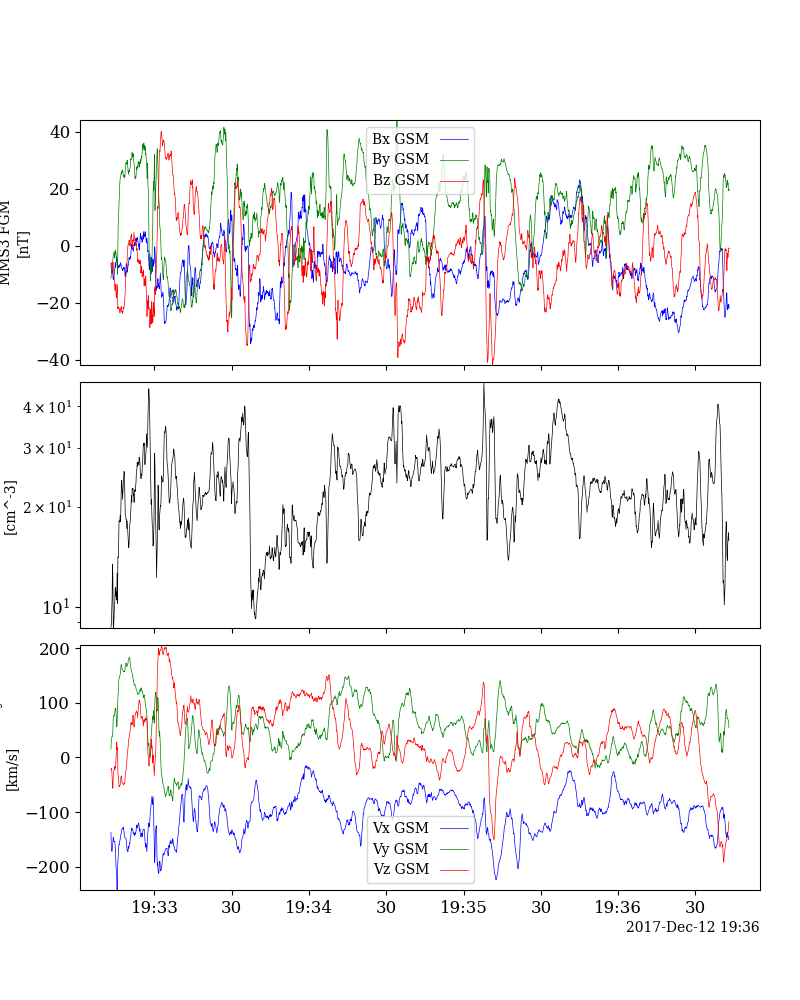 40
20
0
−20
−40
MMS3 FGM
[nT]
Bx GSM
By GSM
Bz GSM
4 × 10¹
3 × 10¹
2 × 10¹
10¹
[cm^-3]
200
100
0
−100
−200
[km/s]
Vx GSM
Vy GSM
Vz GSM
19:33 30 19:34 30 19:35 30 19:36 30
2017-Dec-12 19:36